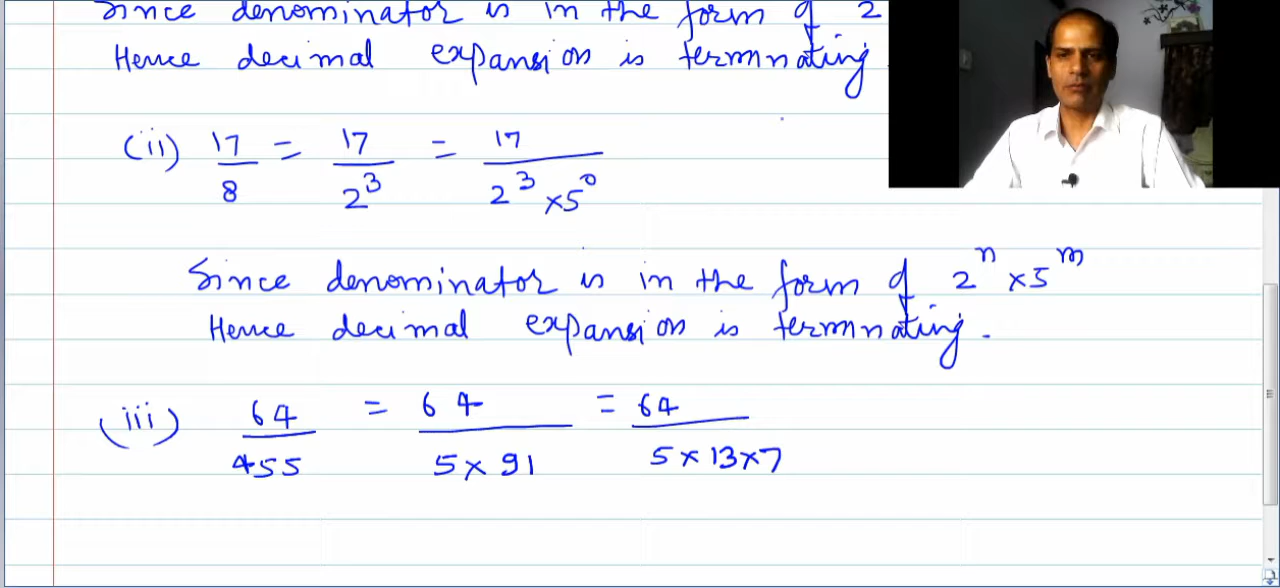 Since denominator is in the form of 2
Hence decimal expansion is termnating.
(ii) 17/8 = 17/2³ = 17/2³×5⁰
Since denominator is in the form of 2ⁿ×5ᵐ
Hence decimal expansion is termnating.
(iii) 64/455 = 64/5×91 = 64/5×13×7